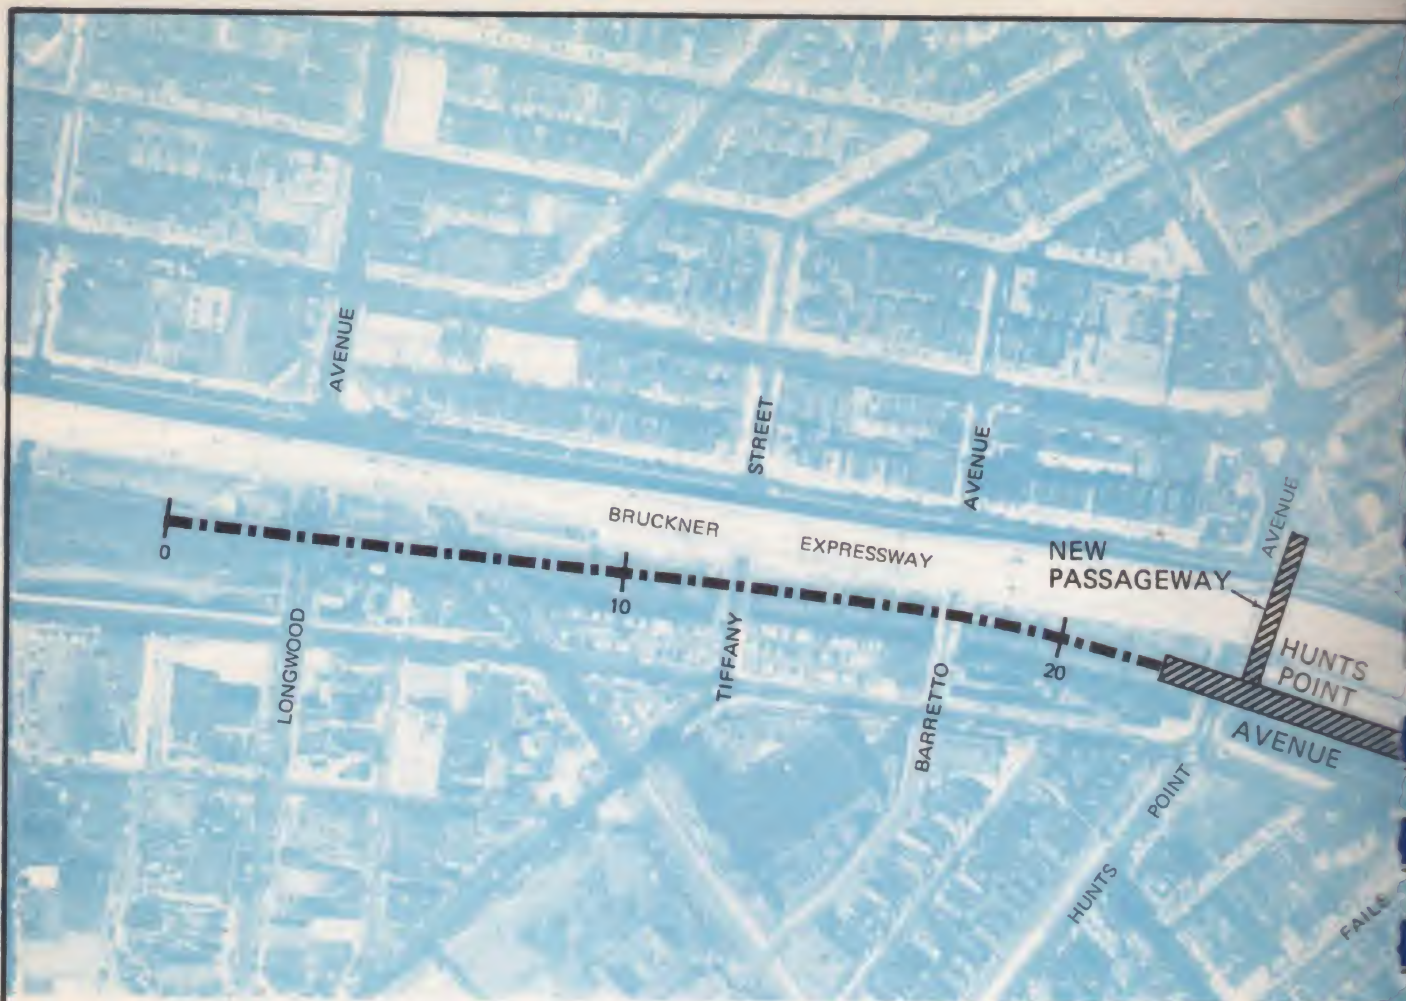 AVENUE
STREET
AVENUE
AVENUE
BRUCKNER
EXPRESSWAY
NEW
PASSAGEWAY
0
10
20
LONGWOOD
TIFFANY
BARRETTO
HUNTS
POINT
AVENUE
HUNTS
POINT
FAILE